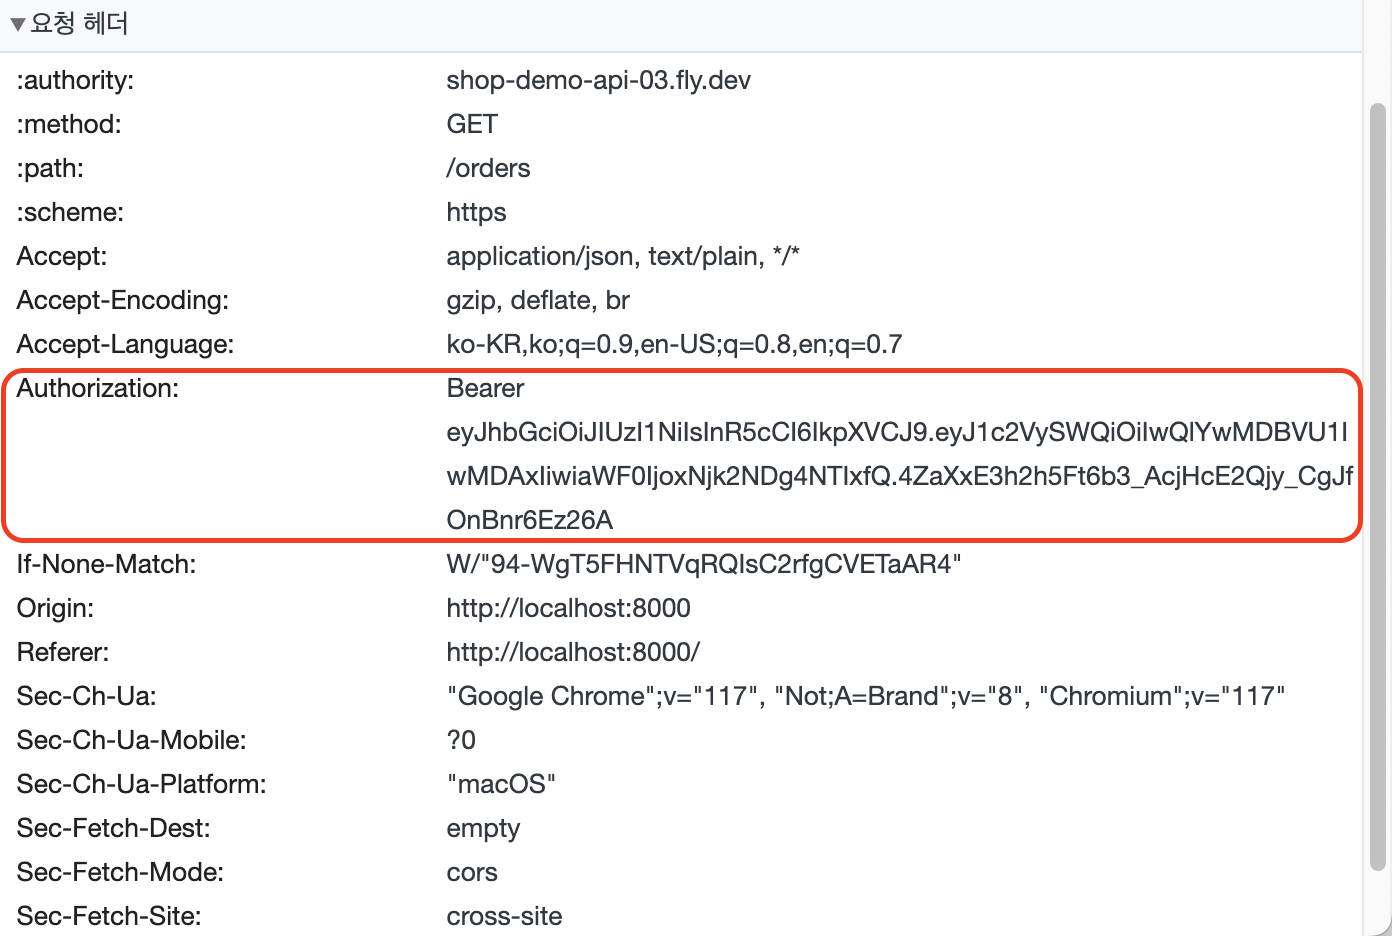 ▼요청 헤더
:authority: shop-demo-api-03.fly.dev
:method: GET
:path: /orders
:scheme: https
Accept: application/json, text/plain, */*
Accept-Encoding: gzip, deflate, br
Accept-Language: ko-KR,ko;q=0.9,en-US;q=0.8,en;q=0.7
Authorization: Bearer
eyJhbGciOiJIUzI1NiIsInR5cCI6IkpXVCJ9.eyJ1c2VySWQiOiIwQlYwMDBVU1I
wMDAxIiwiaWF0IjoxNjk2NDg4NTIxfQ.4ZaXxE3h2h5Ft6b3_AcjHcE2Qjy_CgJf
OnBnr6Ez26A
If-None-Match: W/"94-WgT5FHNTVqRQIsC2rfgCVETaAR4"
Origin: http://localhost:8000
Referer: http://localhost:8000/
Sec-Ch-Ua: "Google Chrome";v="117", "Not;A=Brand";v="8", "Chromium";v="117"
Sec-Ch-Ua-Mobile: ?0
Sec-Ch-Ua-Platform: "macOS"
Sec-Fetch-Dest: empty
Sec-Fetch-Mode: cors
Sec-Fetch-Site: cross-site